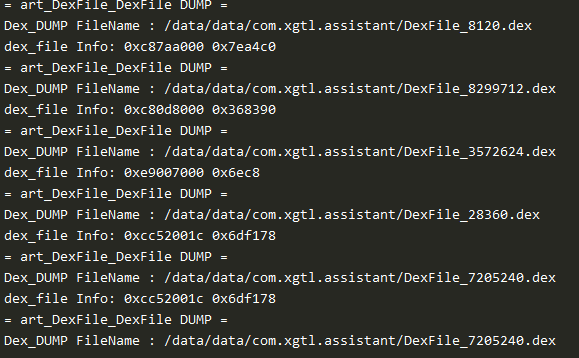 = art_DexFile_DexFile DUMP =
Dex_DUMP FileName : /data/data/com.xgtl.assistant/DexFile_8120.dex
dex_file Info: 0xc87aa000 0x7ea4c0
= art_DexFile_DexFile DUMP =
Dex_DUMP FileName : /data/data/com.xgtl.assistant/DexFile_8299712.dex
dex_file Info: 0xc80d8000 0x368390
= art_DexFile_DexFile DUMP =
Dex_DUMP FileName : /data/data/com.xgtl.assistant/DexFile_3572624.dex
dex_file Info: 0xe9007000 0x6ec8
= art_DexFile_DexFile DUMP =
Dex_DUMP FileName : /data/data/com.xgtl.assistant/DexFile_28360.dex
dex_file Info: 0xcc52001c 0x6df178
= art_DexFile_DexFile DUMP =
Dex_DUMP FileName : /data/data/com.xgtl.assistant/DexFile_7205240.dex
dex_file Info: 0xcc52001c 0x6df178
= art_DexFile_DexFile DUMP =
Dex_DUMP FileName : /data/data/com.xgtl.assistant/DexFile_7205240.dex